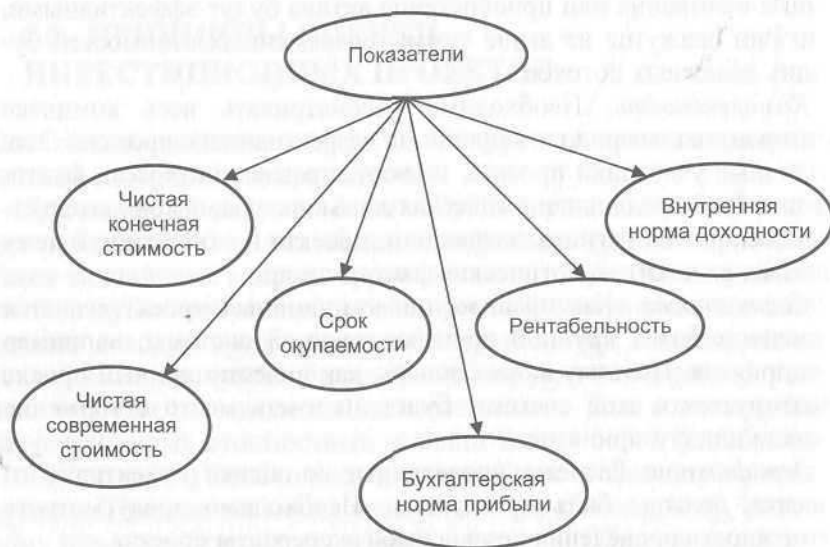 Показатели
Чистая
конечная
стоимость
Внутренняя
норма доходности
Срок
окупаемости
Рентабельность
Чистая
современная
стоимость
Бухгалтерская
норма прибыли